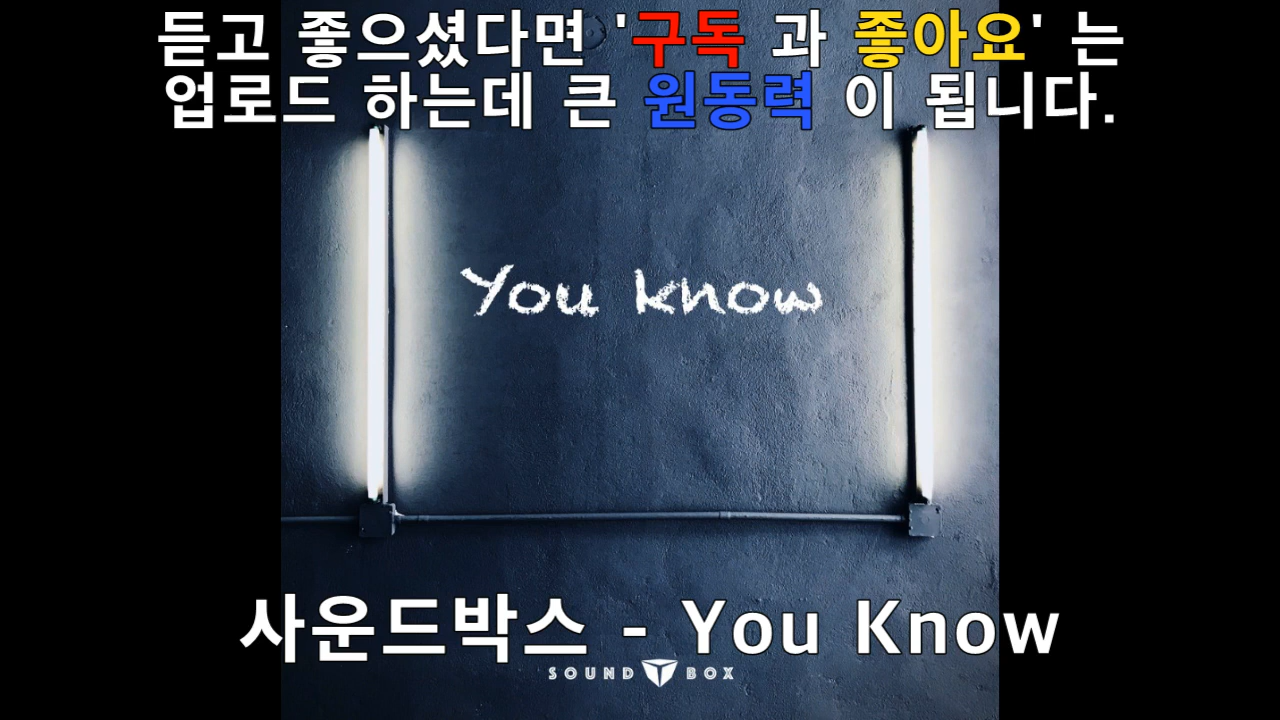 듣고 좋으셨다면 '구독 과 좋아요' 는
업로드 하는데 큰 원동력 이 됩니다.
You know
사운드박스 - You Know
SOUND BOX